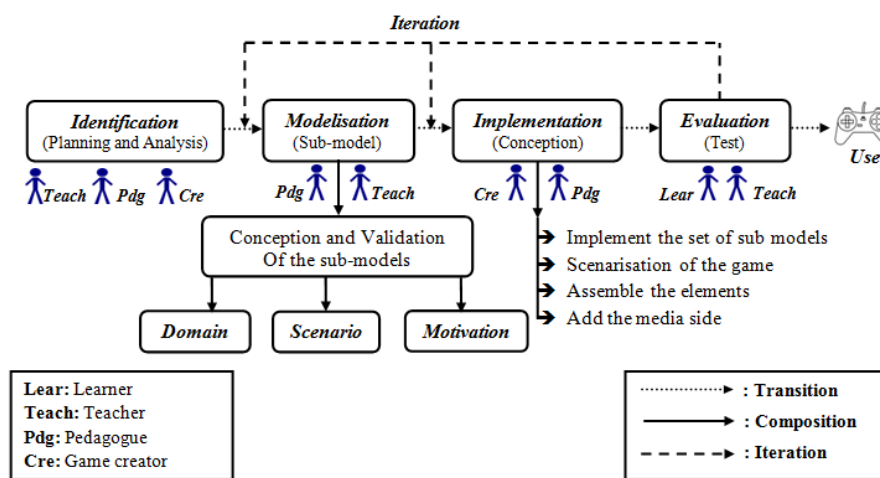 Iteration
Identification
(Planning and Analysis)
Modelisation
(Sub-model)
Implementation
(Conception)
Evaluation
(Test)
Use
Teach Pdg Cre
Pdg Teach
Cre Pdg
Lear Teach
Conception and Validation
Of the sub-models
Domain
Scenario
Motivation
Implement the set of sub models
Scenarisation of the game
Assemble the elements
Add the media side
Lear: Learner
Teach: Teacher
Pdg: Pedagogue
Cre: Game creator
: Transition
: Composition
: Iteration